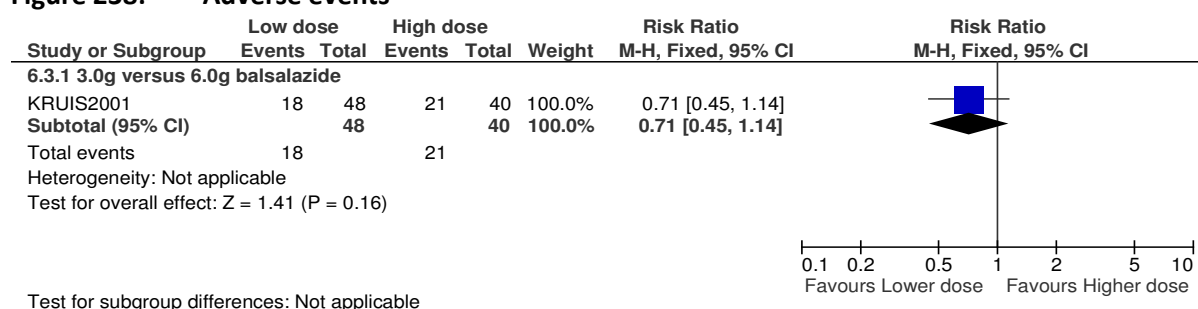 Figure 238: Adverse events
Low dose High dose Risk Ratio Risk Ratio
Study or Subgroup Events Total Events Total Weight M-H, Fixed, 95% CI M-H, Fixed, 95% CI
6.3.1 3.0g versus 6.0g balsalazide
KRUIS2001 18 48 21 40 100.0% 0.71 [0.45, 1.14]
Subtotal (95% CI) 48 40 100.0% 0.71 [0.45, 1.14]
Total events 18 21
Heterogeneity: Not applicable
Test for overall effect: Z = 1.41 (P = 0.16)
0.1 0.2 0.5 1 2 5 10
Favours Lower dose Favours Higher dose
Test for subgroup differences: Not applicable